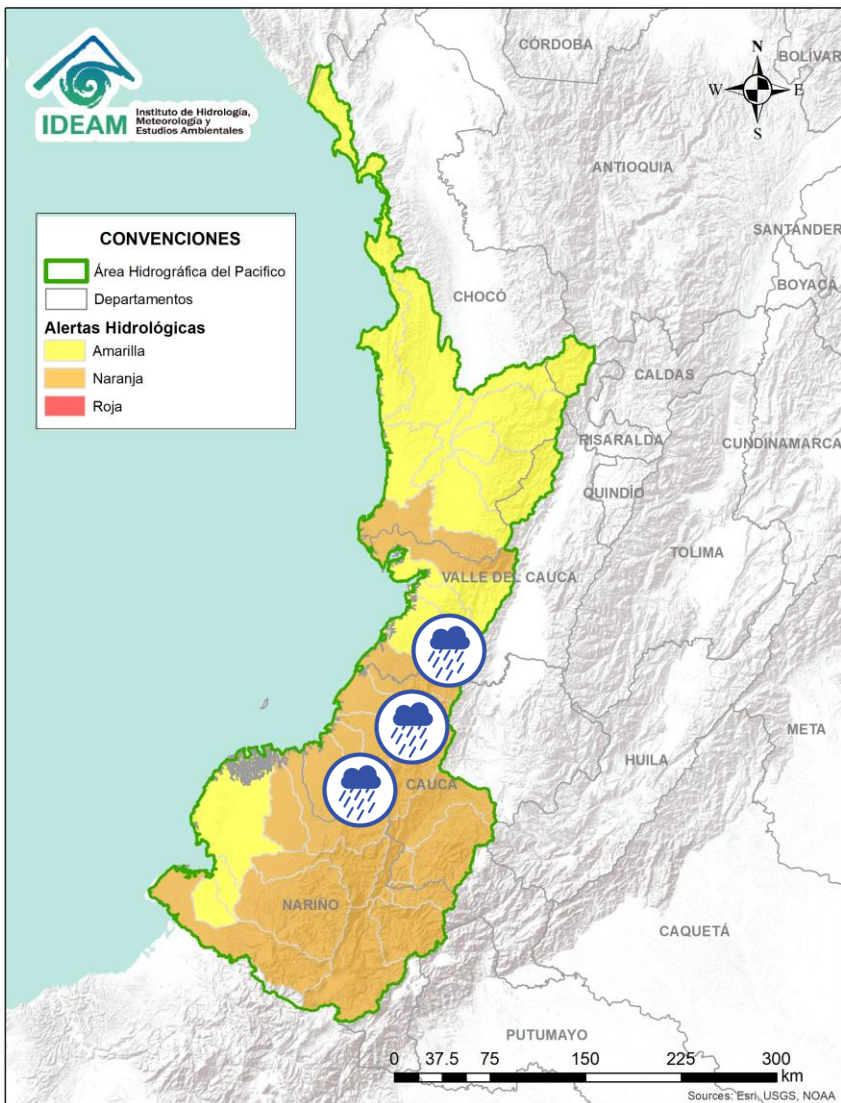 IDEAM
Instituto de Hidrología,
Meteorología y
Estudios Ambientales
N
W
E
S
CÓRDOBA
BOLÍVAR
ANTIOQUIA
SANTANDER
BOYACÁ
CHOCÓ
CALDAS
RISARALDA
CUNDINAMARCA
QUINDÍO
TOLIMA
VALLE DEL CAUCA
META
HUILA
CAUCA
NARIÑO
CAQUETÁ
PUTUMAYO
CONVENCIONES
Área Hidrográfica del Pacifico
Departamentos
Alertas Hidrológicas
Amarilla
Naranja
Roja
0 37.5 75 150 225 300
km
Sources: Esri, USGS, NOAA